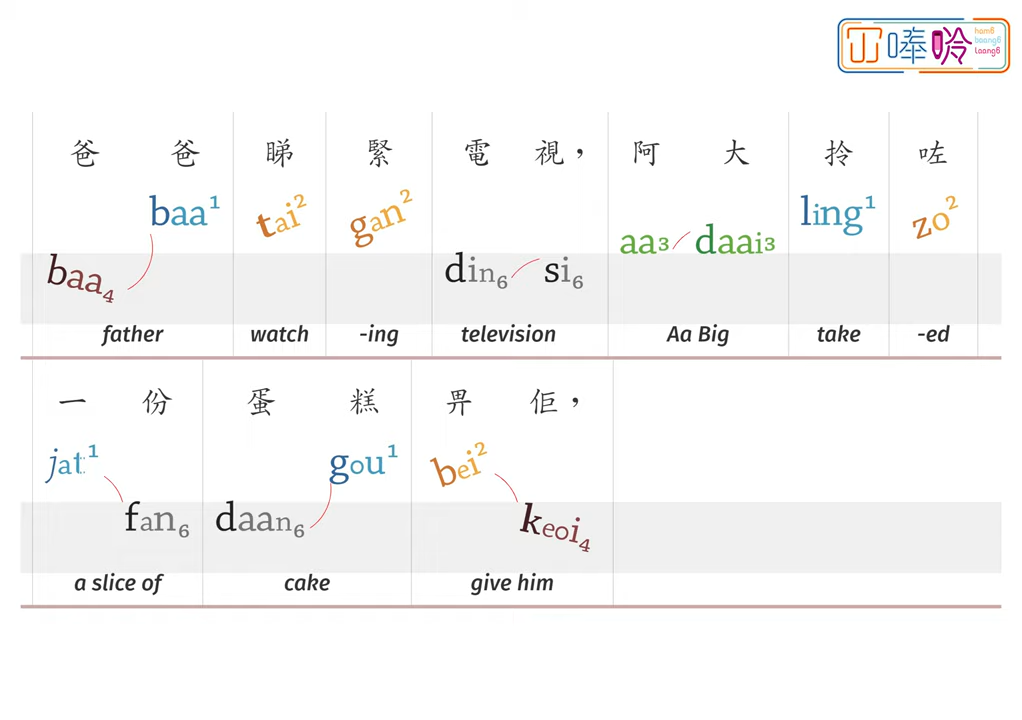 冚唪唥
ham6
baang6
laang6
爸爸 睇 緊 電視， 阿大 拎 咗
baa4 baa1 tai2 gan2 din6 si6 aa3 daai3 ling1 zo2
father watch -ing television Aa Big take -ed
一份 蛋糕 畀佢，
jat1 fan6 daan6 gou1 bei2 keoi4
a slice of cake give him